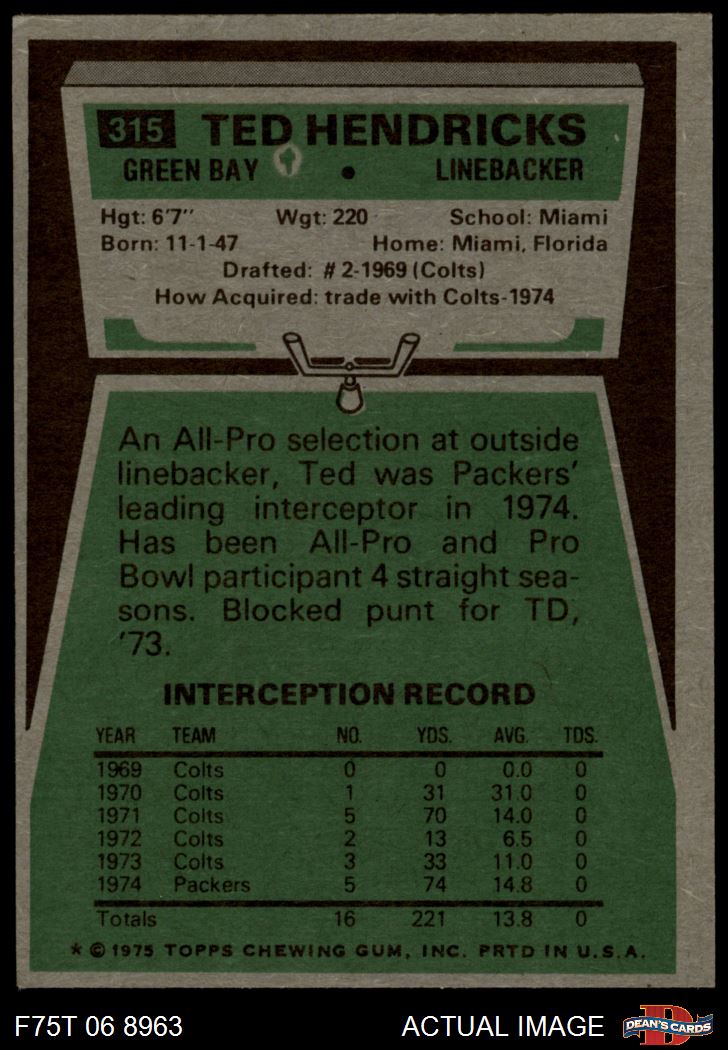 315 TED HENDRICKS
GREEN BAY • LINEBACKER
Hgt: 6'7" Wgt: 220 School: Miami
Born: 11-1-47 Home: Miami, Florida
Drafted: # 2-1969 (Colts)
How Acquired: trade with Colts-1974
An All-Pro selection at outside
linebacker, Ted was Packers'
leading interceptor in 1974.
Has been All-Pro and Pro
Bowl participant 4 straight sea-
sons. Blocked punt for TD,
'73.
INTERCEPTION RECORD
YEAR TEAM NO. YDS. AVG. TDS.
1969 Colts 0 0 0.0 0
1970 Colts 1 31 31.0 0
1971 Colts 5 70 14.0 0
1972 Colts 2 13 6.5 0
1973 Colts 3 33 11.0 0
1974 Packers 5 74 14.8 0
Totals 16 221 13.8 0
* © 1975 TOPPS CHEWING GUM, INC. PRTD IN U.S.A.
F75T 06 8963 ACTUAL IMAGE DEAN'S CARDS